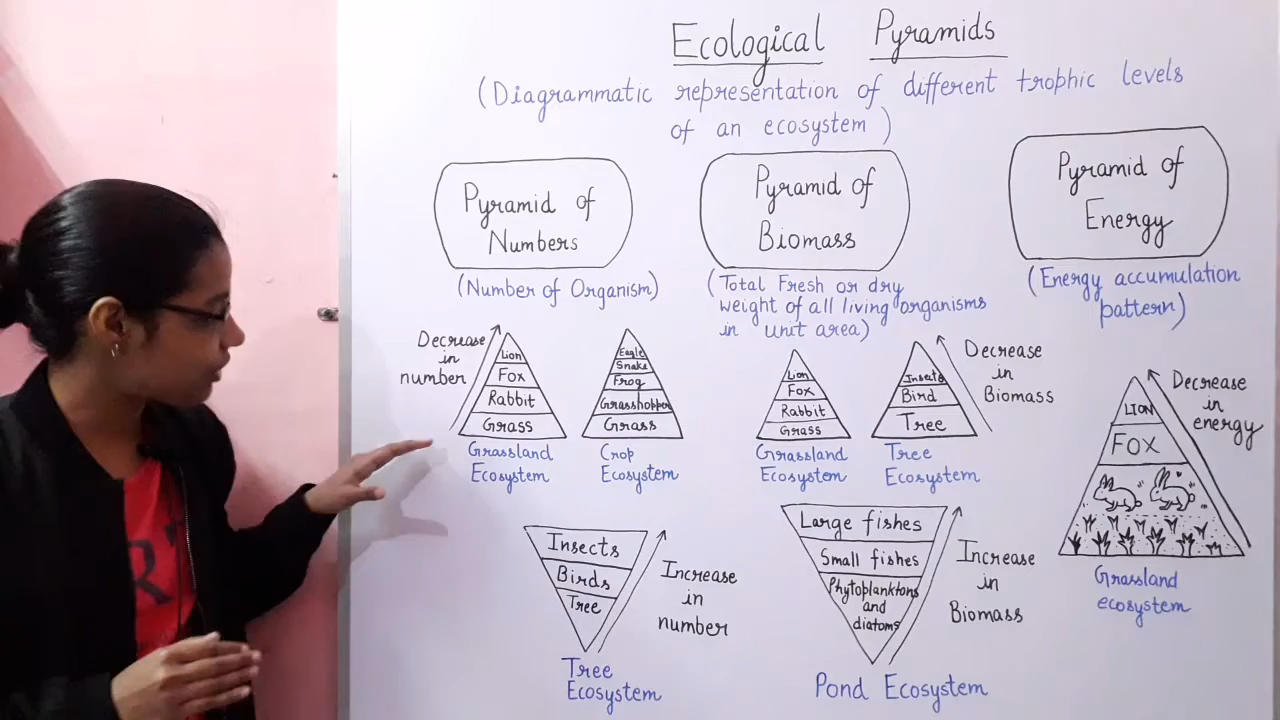 Ecological Pyramids
(Diagrammatic representation of different trophic levels
of an ecosystem)
Pyramid of
Numbers
(Number of Organism)
Decrease
in
number
Lion
Fox
Rabbit
Grass
Grassland
Ecosystem
Eagle
Snake
Frog
Grasshopper
Grass
Crop
Ecosystem
Insects
Birds
Tree
Increase
in
number
Tree
Ecosystem
Pyramid of
Biomass
(Total Fresh or dry
weight of all living organisms
in unit area)
Lion
Fox
Rabbit
Grass
Grassland
Ecosystem
Insects
Bird
Tree
Decrease
in
Biomass
Tree
Ecosystem
Large fishes
Small fishes
Phytoplanktons
and
diatoms
Increase
in
Biomass
Pond Ecosystem
Pyramid of
Energy
(Energy accumulation
pattern)
LION
FOX
Decrease
in
energy
Grassland
ecosystem